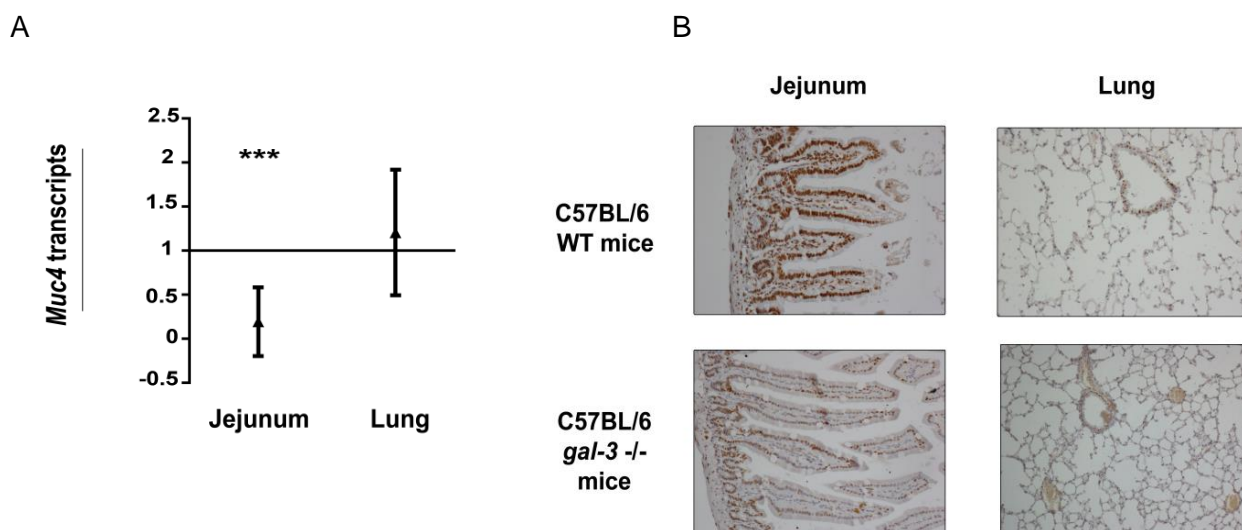 A
B
Muc4 transcripts
2.5
2
1.5
1
0.5
0
-0.5
***
Jejunum
Lung
Jejunum
Lung
C57BL/6
WT mice
C57BL/6
gal-3 -/-
mice